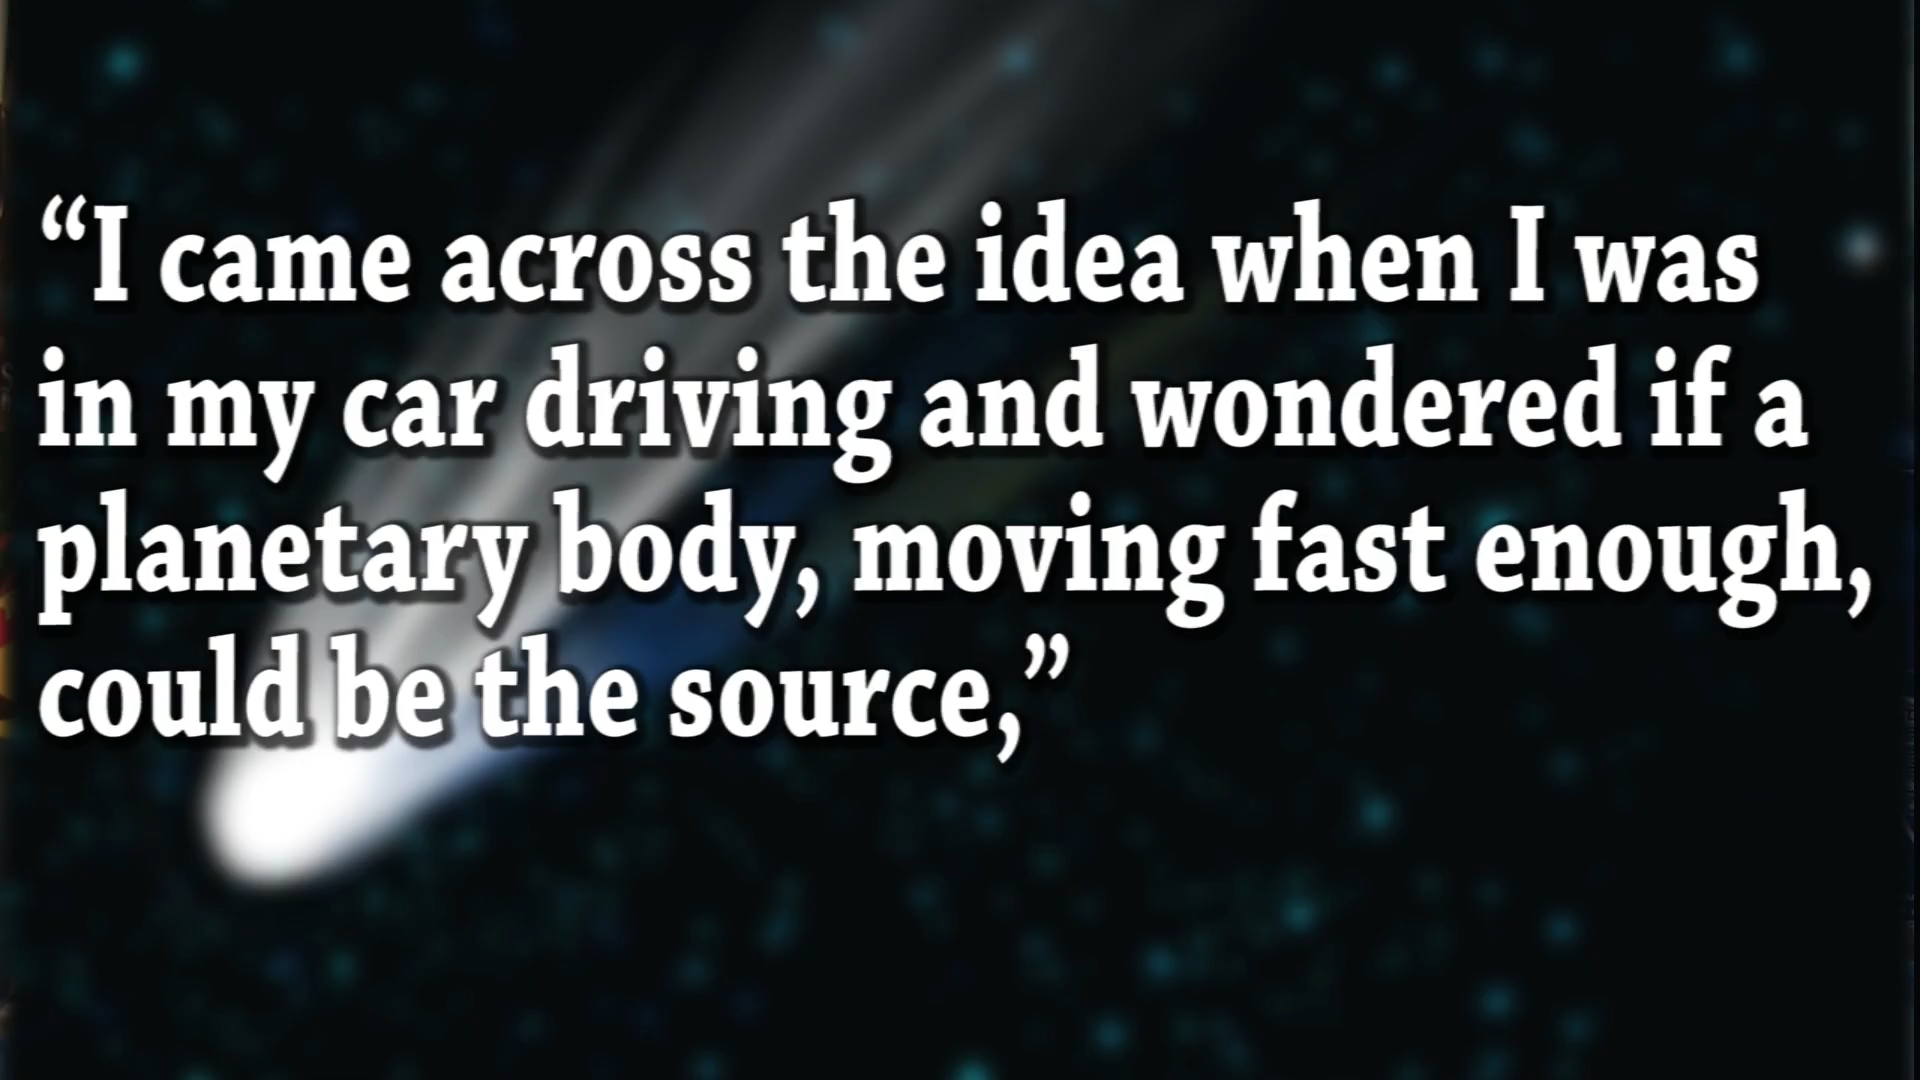 “I came across the idea when I was
in my car driving and wondered if a
planetary body, moving fast enough,
could be the source,”